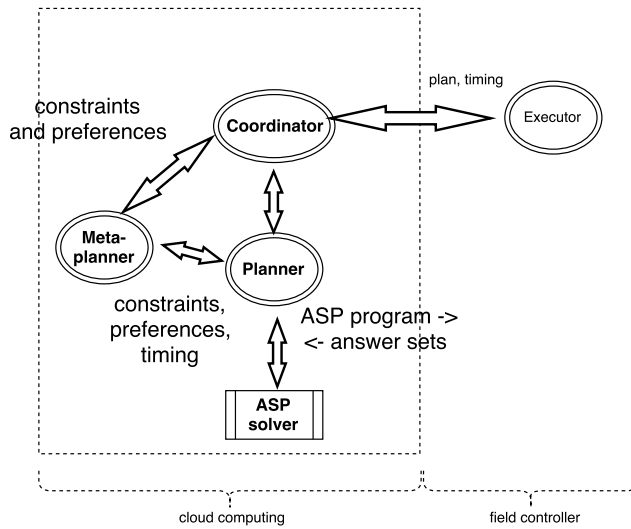 plan, timing
constraints
and preferences
Coordinator
Executor
Meta-
planner
Planner
constraints,
preferences,
timing
ASP program ->
<- answer sets
ASP
solver
cloud computing
field controller